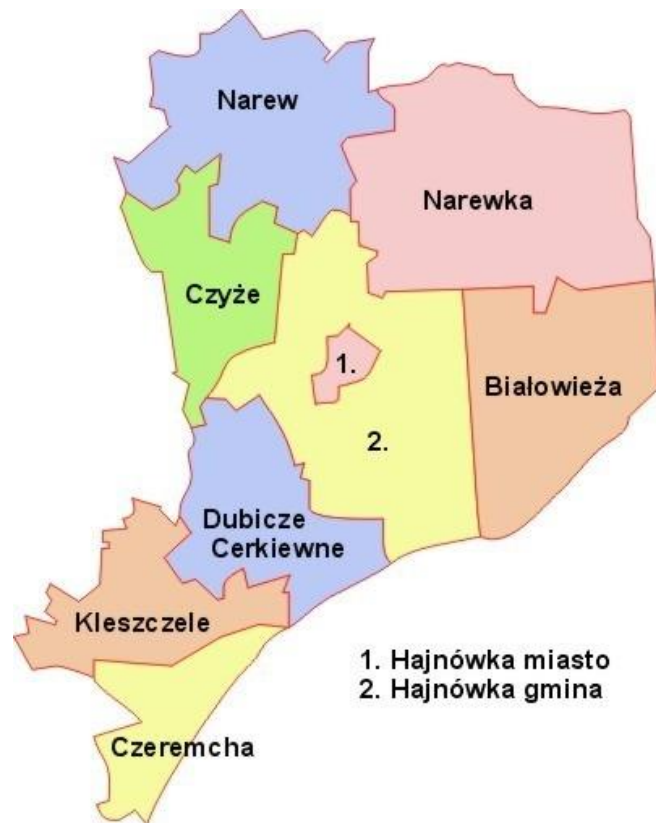 Narew
Narewka
Czyże
1.
Białowieża
2.
Dubicze
Cerkiewne
Kleszczele
1. Hajnówka miasto
2. Hajnówka gmina
Czeremcha